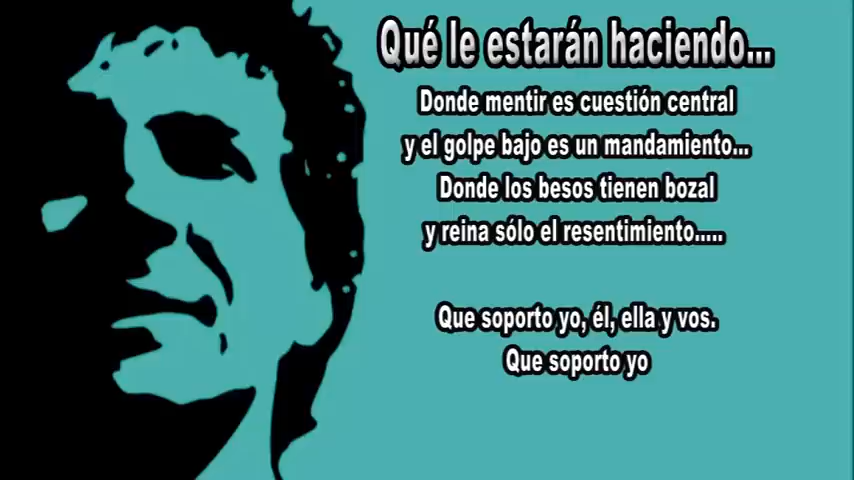 Qué le estarán haciendo...
Donde mentir es cuestión central
y el golpe bajo es un mandamiento...
Donde los besos tienen bozal
y reina sólo el resentimiento.....
Que soporto yo, él, ella y vos.
Que soporto yo